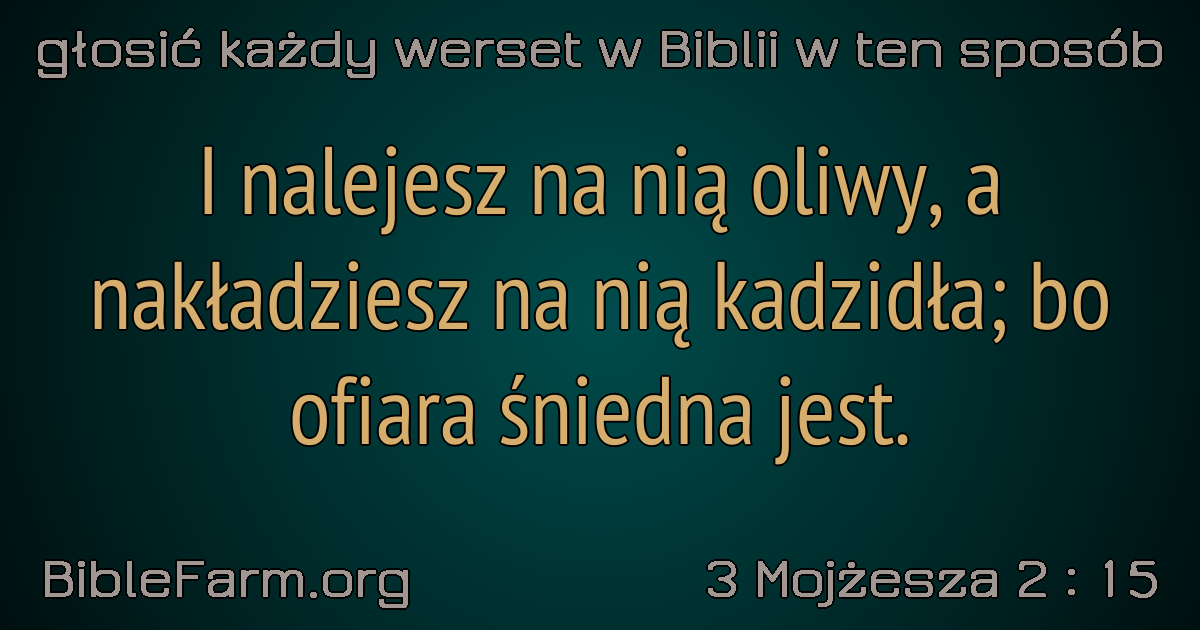 głosić każdy werset w Biblii w ten sposób
I nalejesz na nią oliwy, a
nakładziesz na nią kadzidła; bo
ofiara śniedna jest.
BibleFarm.org
3 Mojżesza 2 : 15